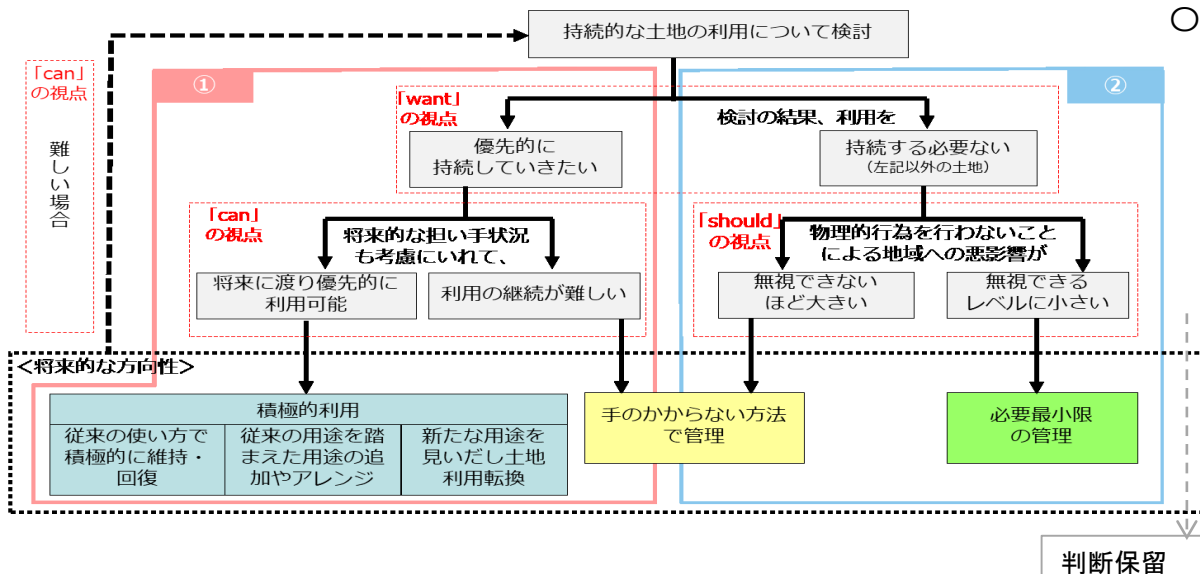 持続的な土地の利用について検討
○
「can」
の視点
難しい場合
①
②
「want」
の視点
検討の結果、利用を
優先的に
持続していきたい
持続する必要ない
（左記以外の土地）
「can」
の視点
将来的な担い手状況
も考慮にいれて、
「should」
の視点
物理的行為を行わないこと
による地域への悪影響が
将来に渡り優先的に
利用可能
利用の継続が難しい
無視できない
ほど大きい
無視できる
レベルに小さい
＜将来的な方向性＞
積極的利用
従来の使い方で
積極的に維持・
回復
従来の用途を踏
まえた用途の追
加やアレンジ
新たな用途を
見いだし土地
利用転換
手のかからない方法
で管理
必要最小限
の管理
判断保留